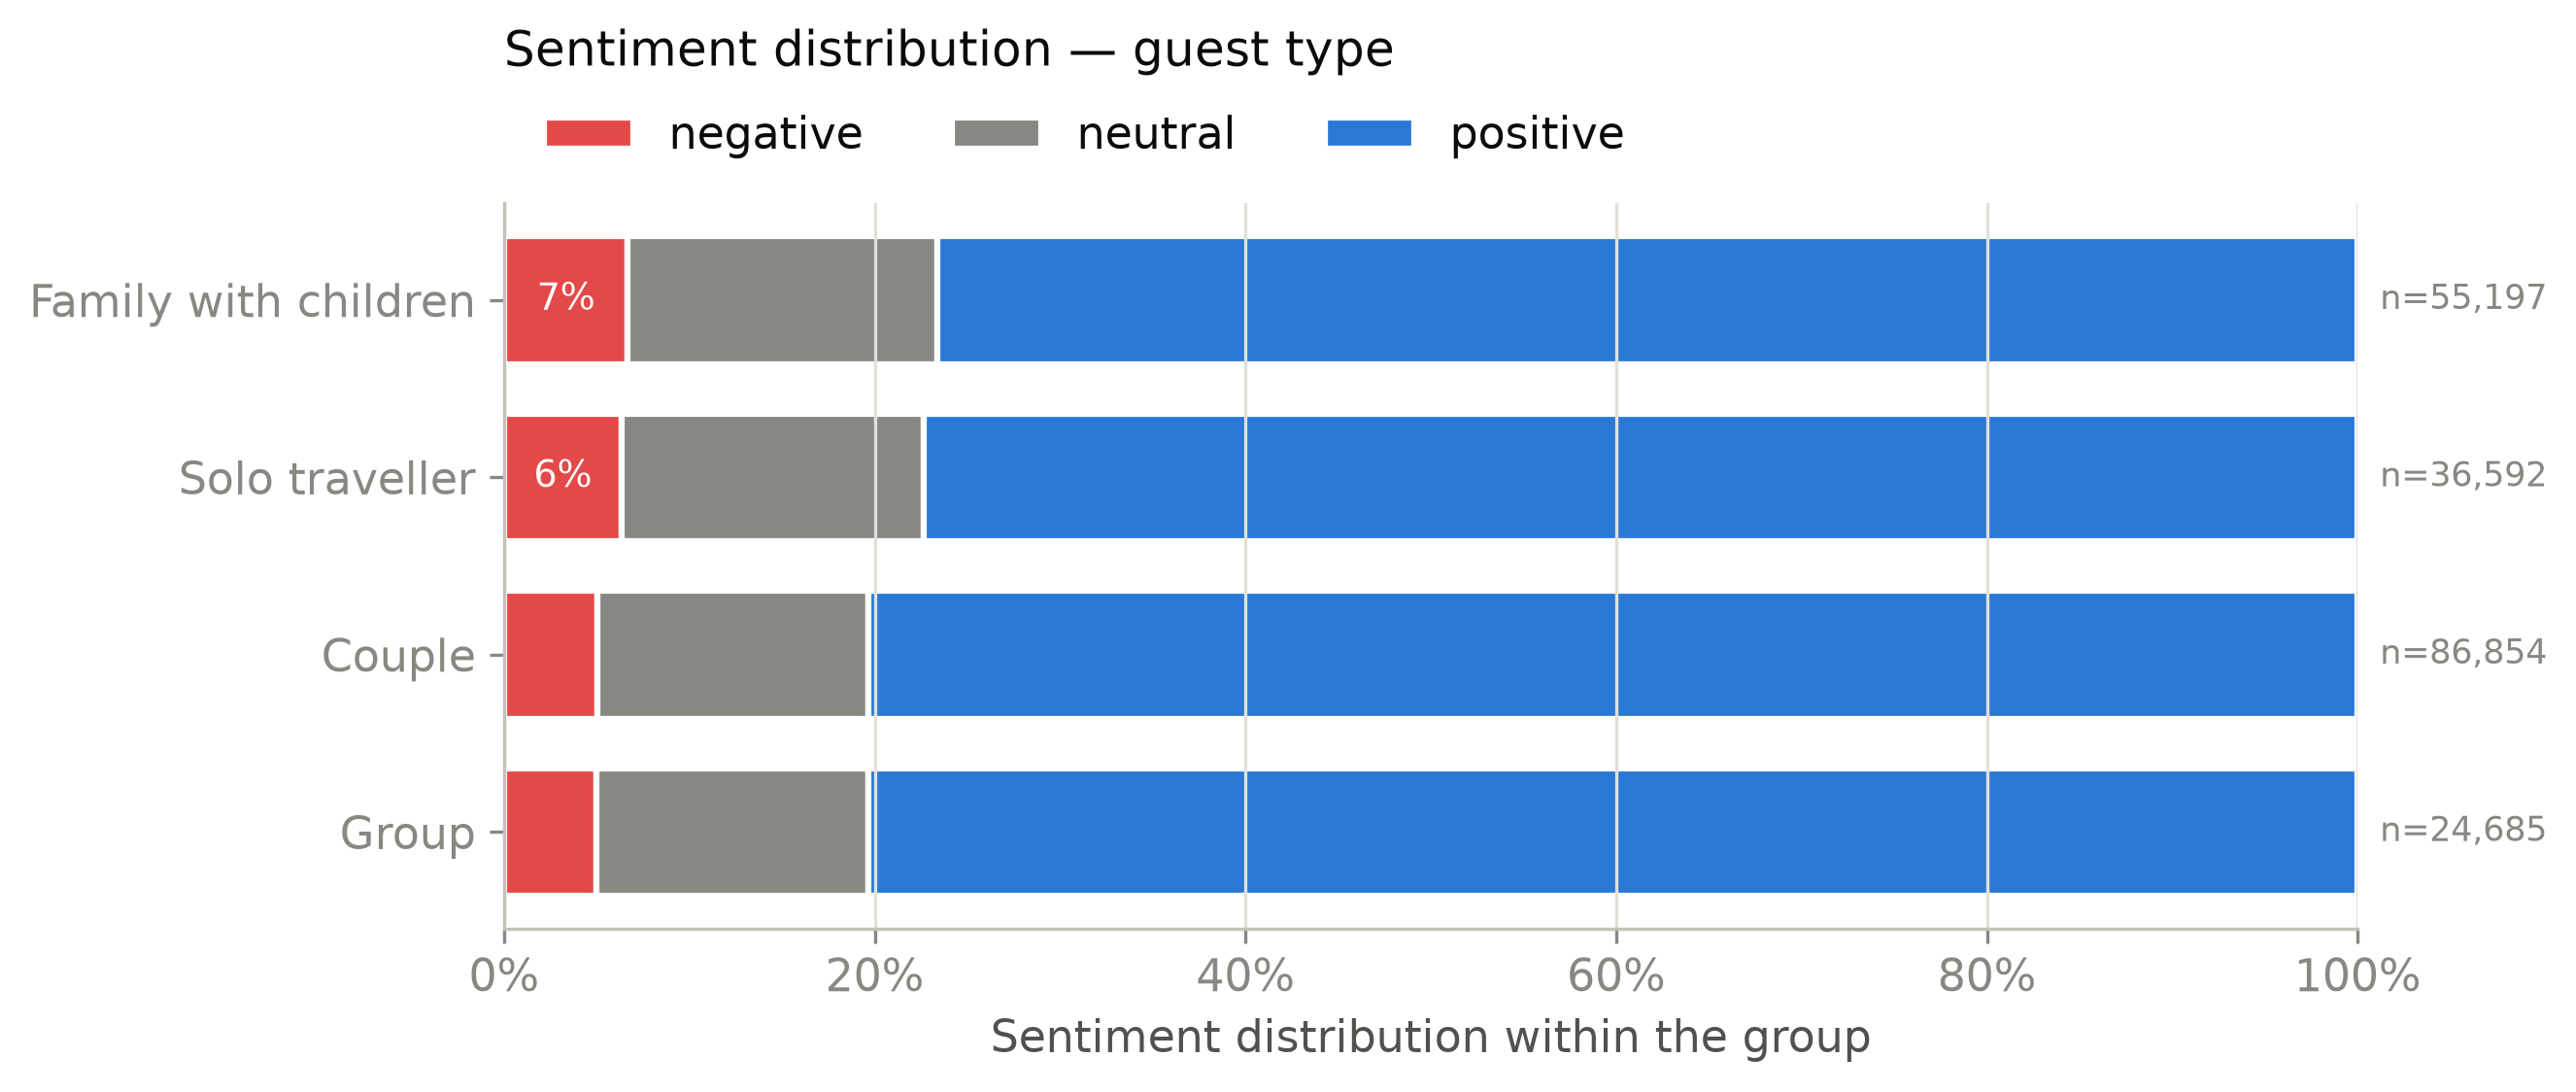 Sentiment distribution — guest type
negative neutral positive
Family with children 7% n=55,197
Solo traveller 6% n=36,592
Couple n=86,854
Group n=24,685
0% 20% 40% 60% 80% 100%
Sentiment distribution within the group